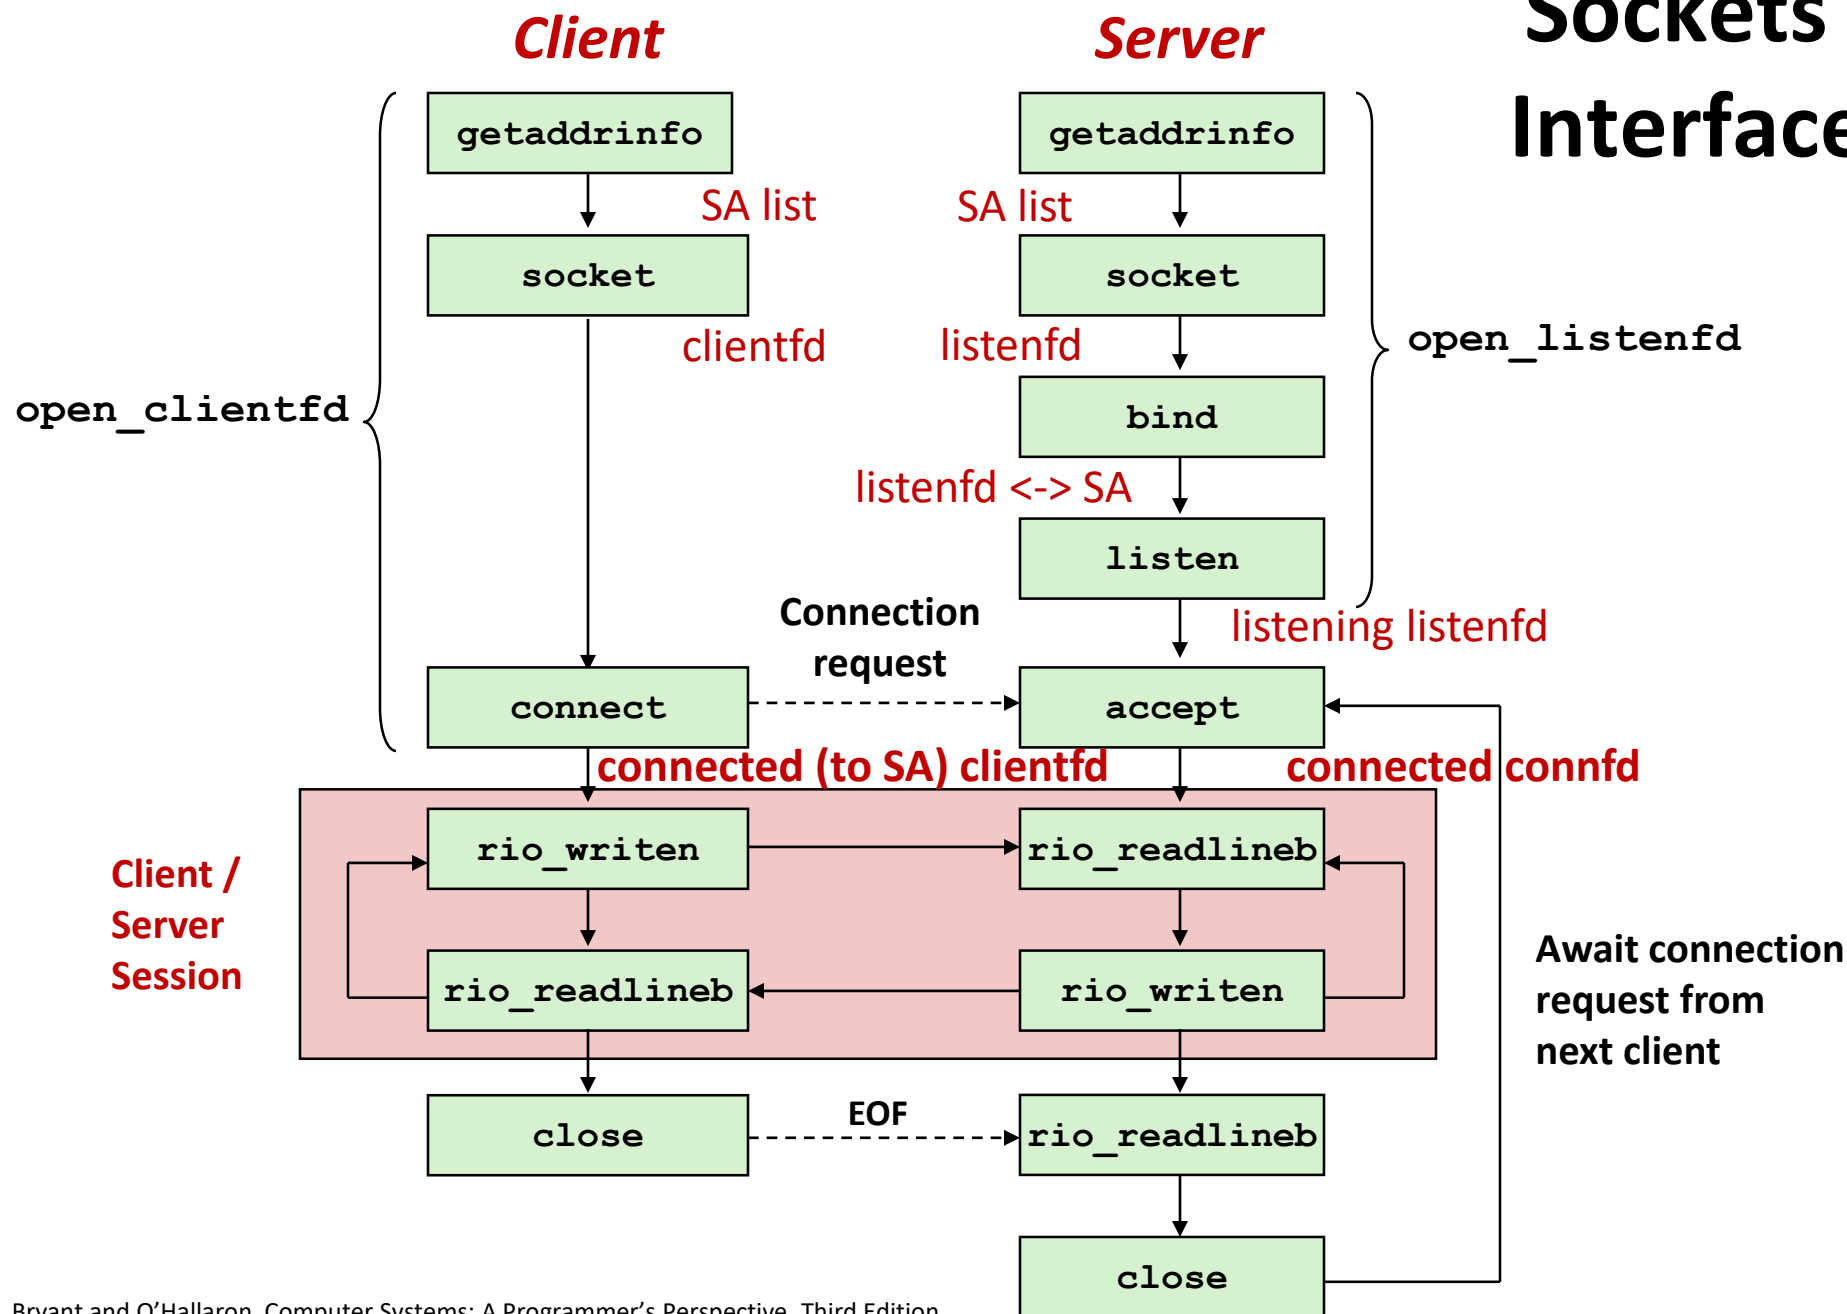 Sockets
Interface
Client
Server
getaddrinfo
getaddrinfo
SA list
SA list
socket
socket
clientfd
listenfd
open_listenfd
open_clientfd
bind
listenfd <-> SA
listen
Connection
request
listening listenfd
connect
accept
connected (to SA) clientfd
connected connfd
Client /
Server
Session
rio_writen
rio_readlineb
rio_readlineb
rio_writen
Await connection
request from
next client
close
EOF
rio_readlineb
close
Bryant and O'Hallaron, Computer Systems: A Programmer's Perspective, Third Edition